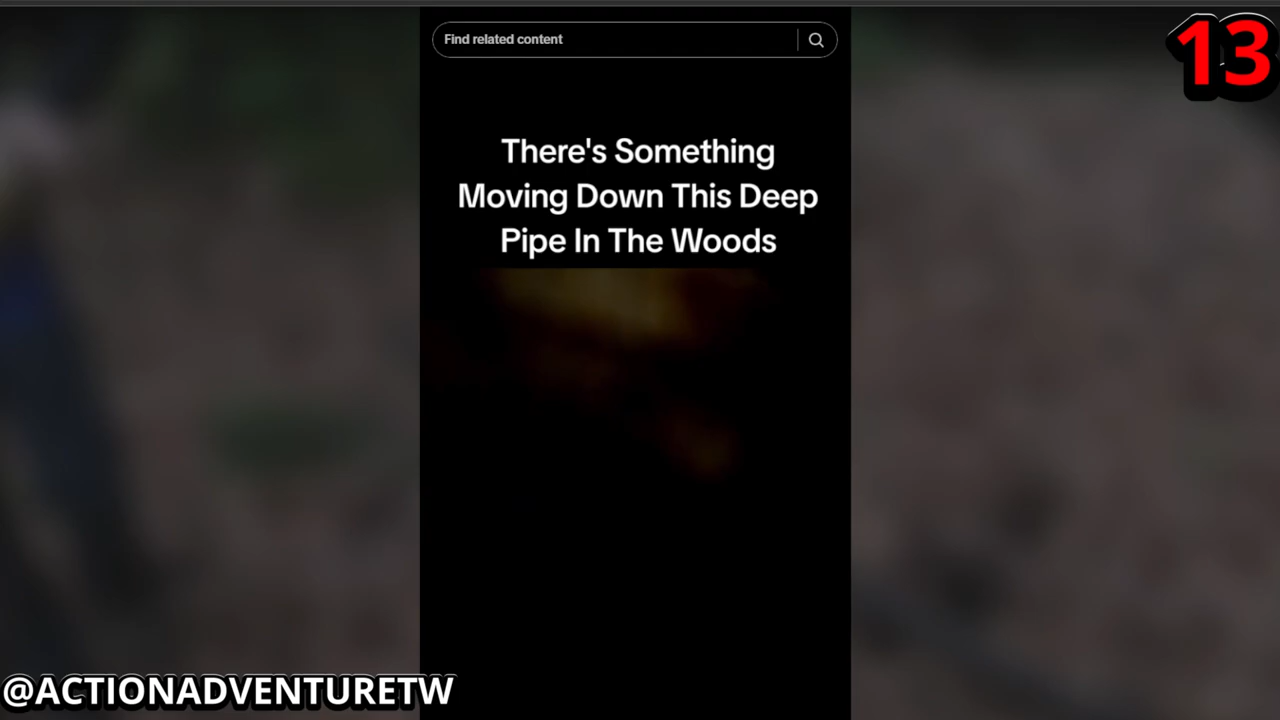 Find related content
13
There's Something
Moving Down This Deep
Pipe In The Woods
@ACTIONADVENTURETW